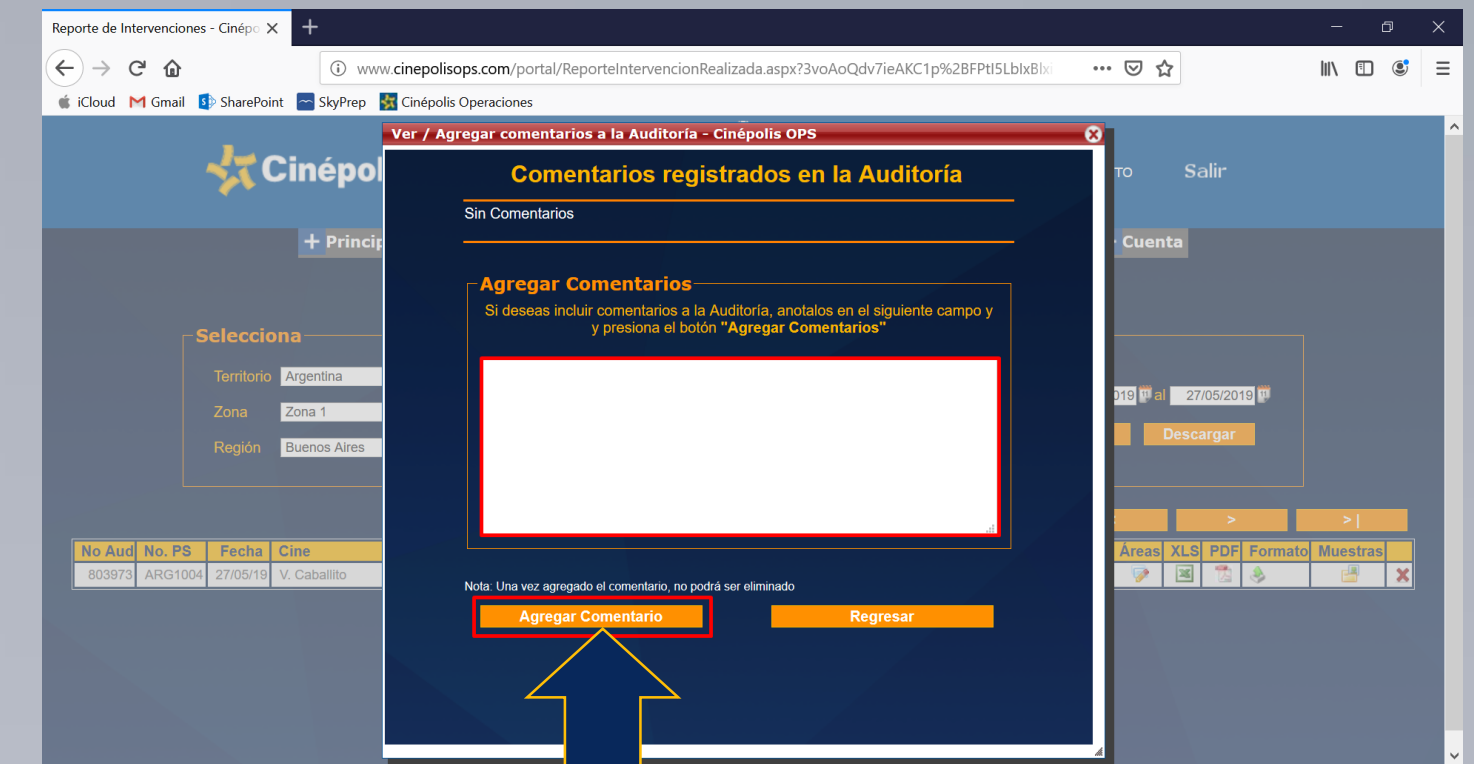 Reporte de Intervenciones - Cinépo
www.cinepolisops.com/portal/ReporteIntervencionRealizada.aspx?3voAoQdv7ieAKC1p%2BFPtI5LbIxBIxi
iCloud Gmail SharePoint SkyPrep Cinépolis Operaciones
Ver / Agregar comentarios a la Auditoría - Cinépolis OPS
Cinépol
Comentarios registrados en la Auditoría
TO Salir
Sin Comentarios
+ Princip
Cuenta
Agregar Comentarios
Si deseas incluir comentarios a la Auditoría, anotalos en el siguiente campo y
y presiona el botón "Agregar Comentarios"
Selecciona
Territorio Argentina
019 al 27/05/2019
Zona Zona 1
Descargar
Región Buenos Aires
> >|
No Aud No. PS Fecha Cine Áreas XLS PDF Formato Muestras
803973 ARG1004 27/05/19 V. Caballito
Nota: Una vez agregado el comentario, no podrá ser eliminado
Agregar Comentario Regresar